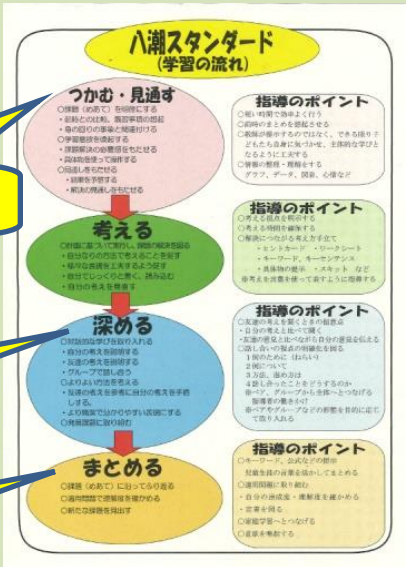 八潮スタンダード
(学習の流れ)
つかむ・見通す
○課題（めあて）を明確にする
・前時との比較、既習事項の想起
・身の回りの事象と関連付ける
○学習意欲を喚起する
・課題解決の必要感をもたせる
・具体物を使って操作する
○見通しをもたせる
・結果を予想する
・解決の見通しをもたせる
指導のポイント
○短い時間で効率よく行う
○前時のまとめを想起させる
○教師が提示するのではなく、できる限り子
どもたち自身に気づかせ、主体的な学びと
なるように工夫する
○情報の整理・理解をする
グラフ、データ、図表、心情など
考える
○計画に基づいて実行し、課題の解決を図る
・自分なりの方法で考えることを促す
・様々な表現を工夫するよう促す
・自分でじっくりと書く、読み込む
・自分の考えを発表する
指導のポイント
○考える視点を明示する
○考える時間を確保する
○解決につながる考え方手立て
・ヒントカード ・ワークシート
・キーワード、キーセンテンス
・具体物の提示 ・スキット など
※考えを言葉を使って表すように指導する
深める
○対話的な学びを取り入れる
・自分の考えを説明する
・友達の考えを説明する
・グループで話し合う
○よりよい方法を考える
・友達の考えを参考に自分の考えを手直
しする。
・より簡潔で分かりやすい表現にする
○発展課題に取り組む
指導のポイント
○友達の考えを聞くときの留意点
・自分の考えと比べて聞く
・友達の意見と比べながら自分の意見を伝える
○話し合いの視点の明確化を図る
1何のために（ねらい）
2何について
3方法、進め方は
4話し合ったことをどうするのか
※ペア、グループから全体へとつなげる
指導者の働きかけ
※ペアやグループなどの形態を目的に応じ
て取り入れる
まとめる
○課題（めあて）に沿ってふり返る
○適用問題で理解度を確かめる
○新たな課題を見出す
指導のポイント
○キーワード、公式などの提示
児童生徒の言葉を活かしてまとめる
○適用問題に取り組む
・自分の達成度・理解度を確かめる
・定着を図る
○家庭学習へとつなげる
○意欲を喚起する